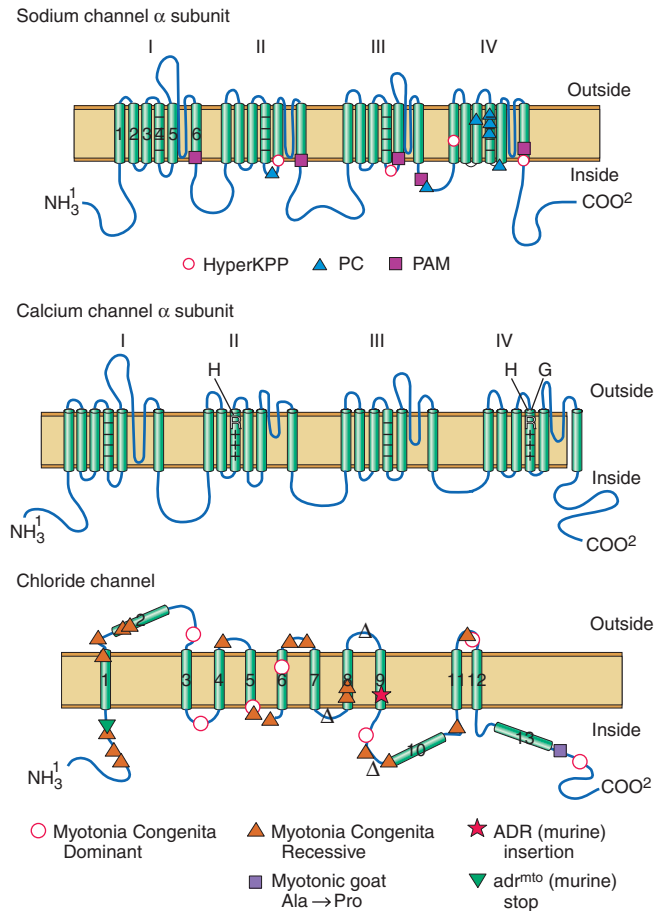 Sodium channel α subunit
I II III IV
Outside
1 2 3 4 5 6
Inside
NH₃¹
COO²
HyperKPP PC PAM
Calcium channel α subunit
I II III IV
H H G
Outside
R R
Inside
NH₃¹
COO²
Chloride channel
2
Outside
1 3 4 5 6 7 8 9 11 12
Inside
10 13
NH₃¹
COO²
Myotonia Congenita Dominant
Myotonia Congenita Recessive
ADR (murine) insertion
Myotonic goat Ala → Pro
adrᵐᵗᵒ (murine) stop